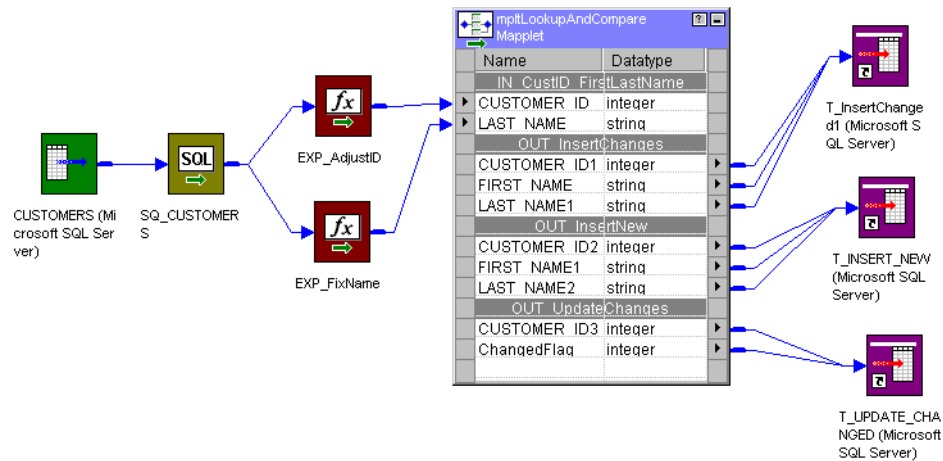 CUSTOMERS (Mi
crosoft SQL Ser
ver)
SQL
SQ_CUSTOMER
S
fx
EXP_AdjustID
fx
EXP_FixName
mpltLookupAndCompare
Mapplet
Name Datatype
IN_CustID_FirstLastName
CUSTOMER_ID integer
LAST_NAME string
OUT_InsertChanges
CUSTOMER_ID1 integer
FIRST_NAME string
LAST_NAME1 string
OUT_InsertNew
CUSTOMER_ID2 integer
FIRST_NAME1 string
LAST_NAME2 string
OUT_UpdateChanges
CUSTOMER_ID3 integer
ChangedFlag integer
T_InsertChange
d1 (Microsoft S
QL Server)
T_INSERT_NEW
(Microsoft SQL
Server)
T_UPDATE_CHA
NGED (Microsoft
SQL Server)